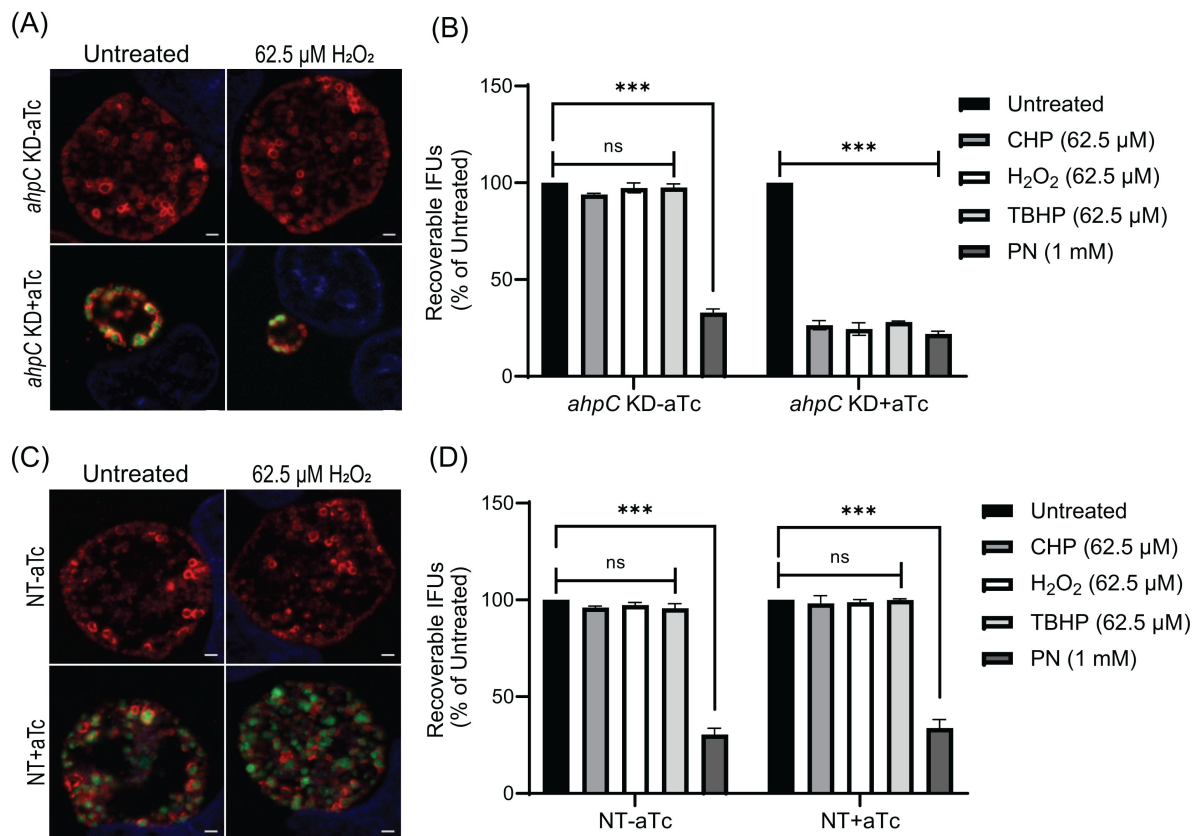 (A)
Untreated
62.5 µM H₂O₂
ahpC KD-aTc
ahpC KD+aTc
(B)
150
100
50
0
Recoverable IFUs
(% of Untreated)
***
ns
***
ahpC KD-aTc
ahpC KD+aTc
Untreated
CHP (62.5 µM)
H₂O₂ (62.5 µM)
TBHP (62.5 µM)
PN (1 mM)
(C)
Untreated
62.5 µM H₂O₂
NT-aTc
NT+aTc
(D)
150
100
50
0
Recoverable IFUs
(% of Untreated)
***
ns
***
ns
NT-aTc
NT+aTc
Untreated
CHP (62.5 µM)
H₂O₂ (62.5 µM)
TBHP (62.5 µM)
PN (1 mM)